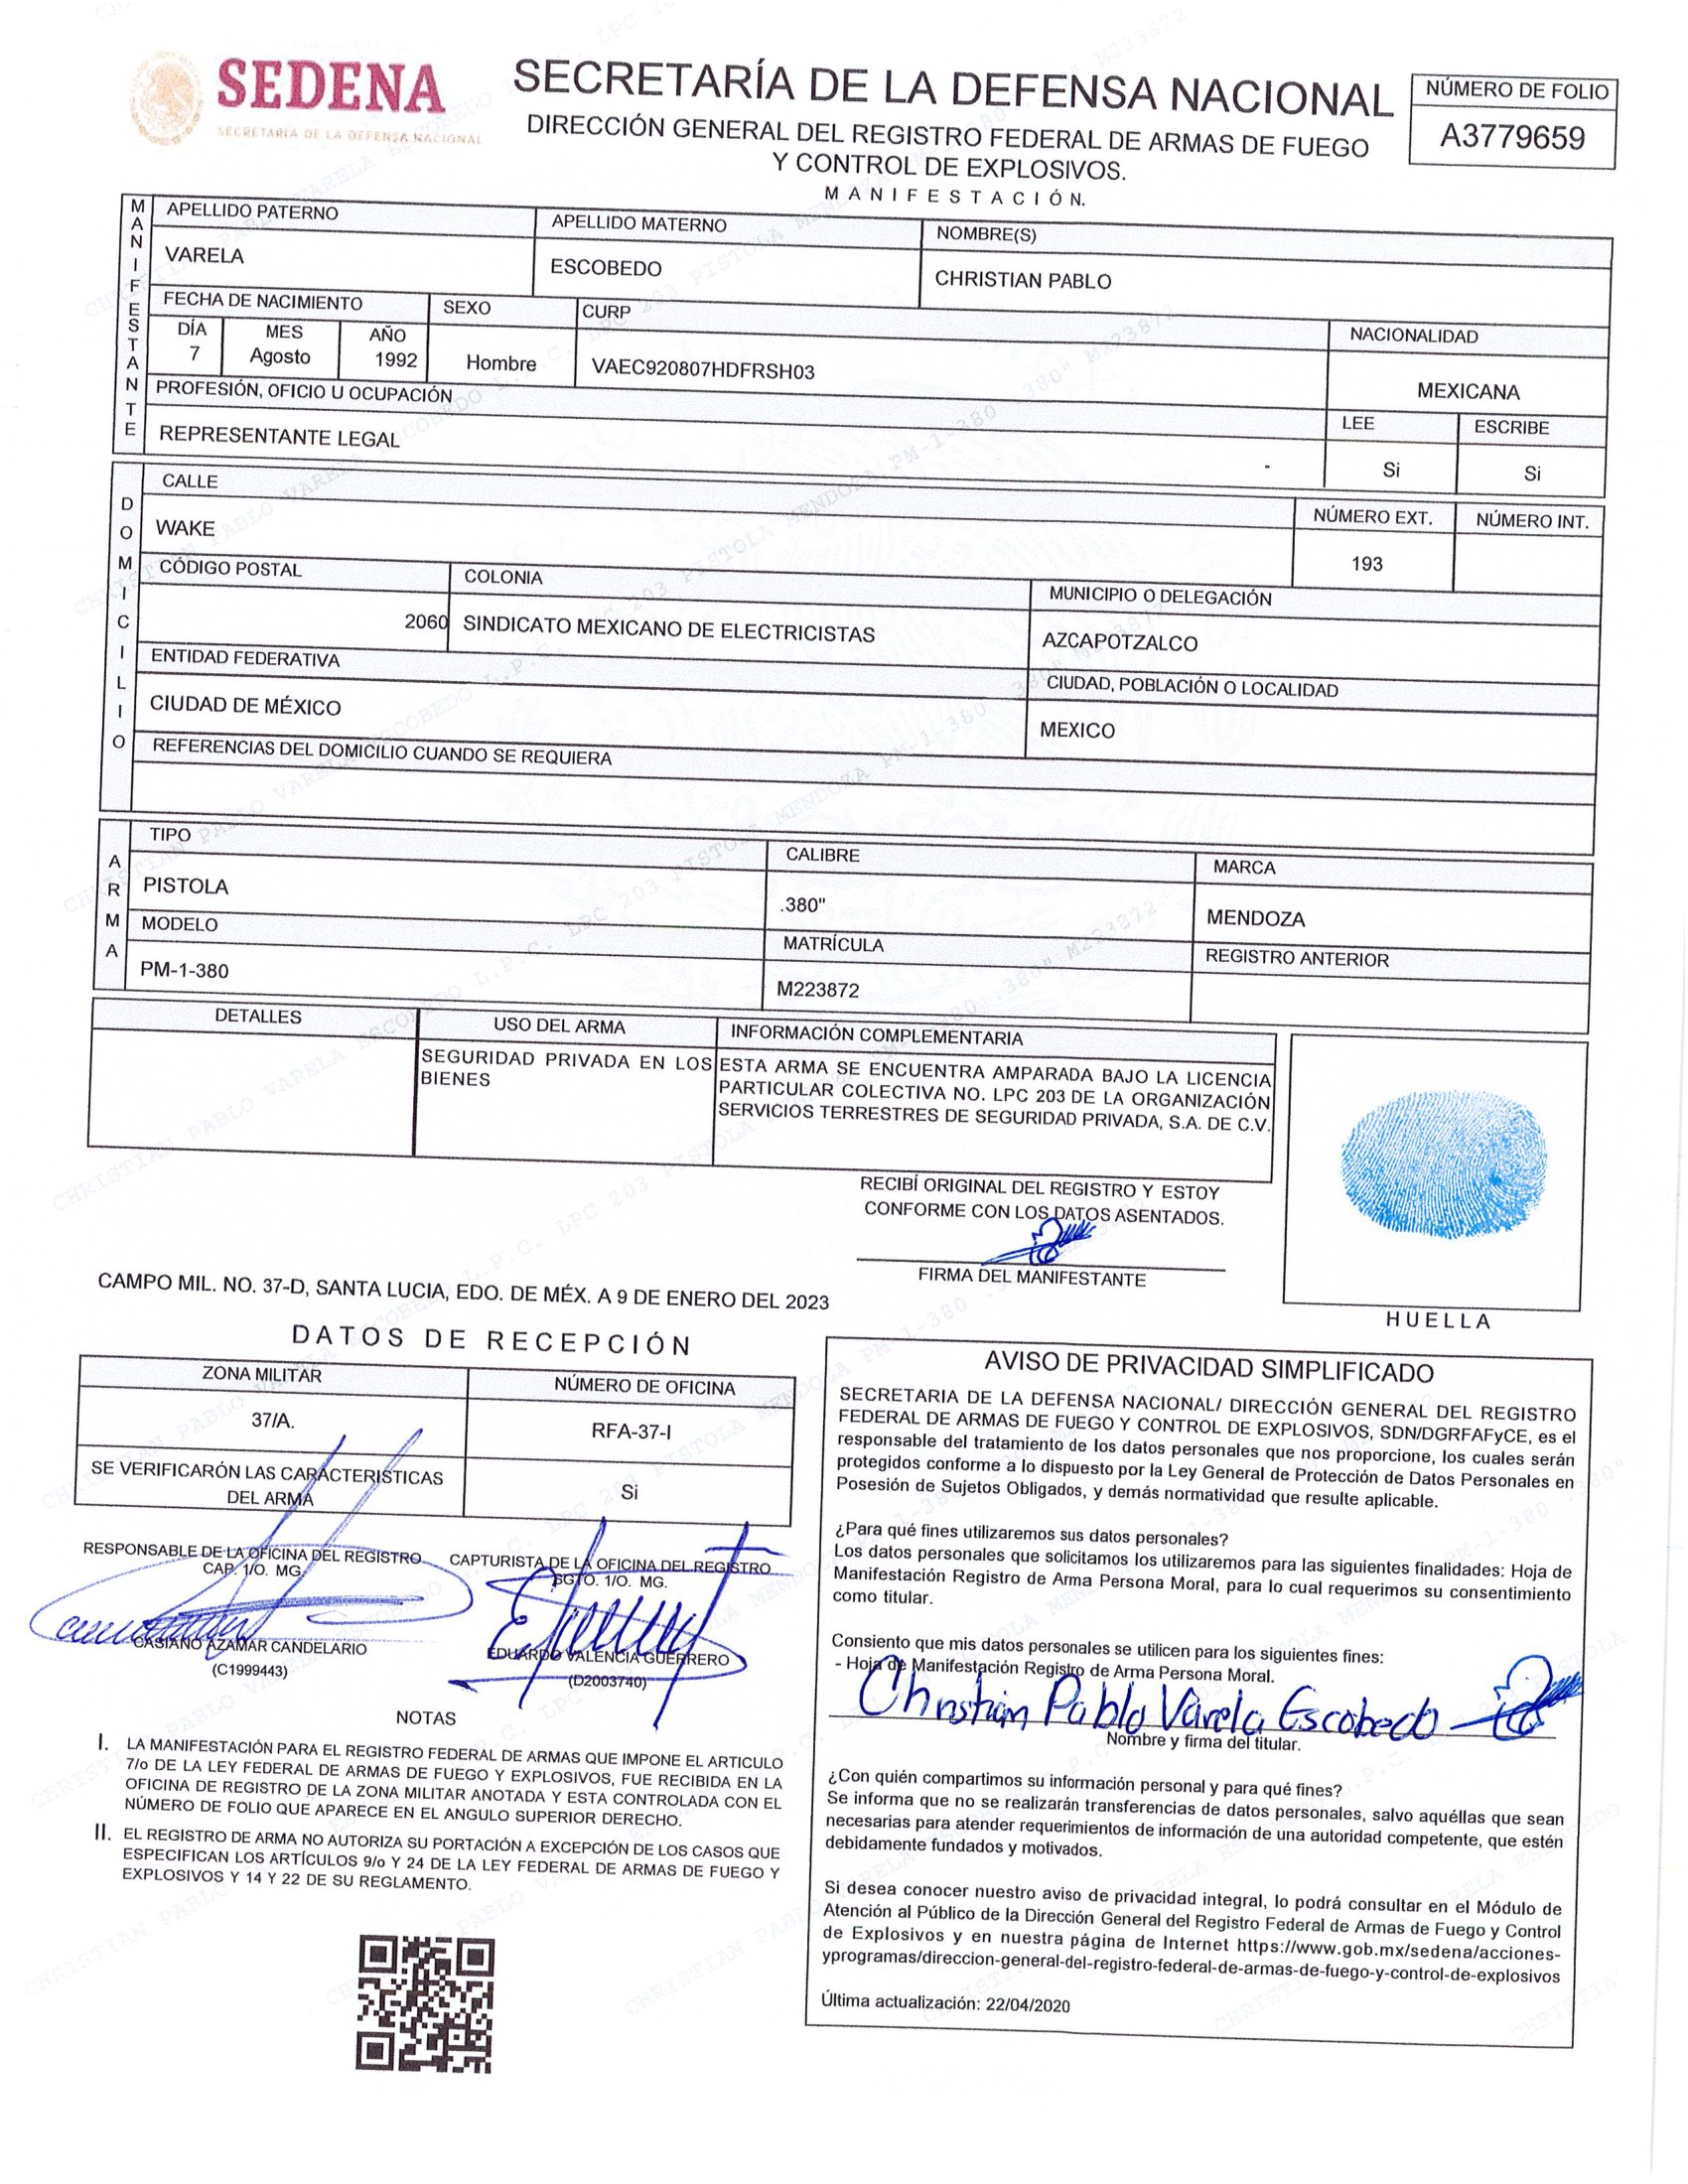 SEDENA
SECRETARÍA DE LA DEFENSA NACIONAL
SECRETARÍA DE LA DEFENSA NACIONAL
DIRECCIÓN GENERAL DEL REGISTRO FEDERAL DE ARMAS DE FUEGO
Y CONTROL DE EXPLOSIVOS.
MANIFESTACIÓN.
NÚMERO DE FOLIO
A3779659
MANIFESTANTE
APELLIDO PATERNO
APELLIDO MATERNO
NOMBRE(S)
VARELA
ESCOBEDO
CHRISTIAN PABLO
FECHA DE NACIMIENTO
SEXO
CURP
NACIONALIDAD
DÍA
MES
AÑO
7
Agosto
1992
Hombre
VAEC920807HDFRSH03
MEXICANA
PROFESIÓN, OFICIO U OCUPACIÓN
LEE
ESCRIBE
REPRESENTANTE LEGAL
Si
Si
DOMICILIO
CALLE
NÚMERO EXT.
NÚMERO INT.
WAKE
193
CÓDIGO POSTAL
COLONIA
MUNICIPIO O DELEGACIÓN
2060
SINDICATO MEXICANO DE ELECTRICISTAS
AZCAPOTZALCO
ENTIDAD FEDERATIVA
CIUDAD, POBLACIÓN O LOCALIDAD
CIUDAD DE MÉXICO
MEXICO
REFERENCIAS DEL DOMICILIO CUANDO SE REQUIERA
ARMA
TIPO
CALIBRE
MARCA
PISTOLA
.380"
MENDOZA
MODELO
MATRÍCULA
REGISTRO ANTERIOR
PM-1-380
M223872
DETALLES
USO DEL ARMA
INFORMACIÓN COMPLEMENTARIA
SEGURIDAD PRIVADA EN LOS
BIENES
ESTA ARMA SE ENCUENTRA AMPARADA BAJO LA LICENCIA
PARTICULAR COLECTIVA NO. LPC 203 DE LA ORGANIZACIÓN
SERVICIOS TERRESTRES DE SEGURIDAD PRIVADA, S.A. DE C.V.
RECIBÍ ORIGINAL DEL REGISTRO Y ESTOY
CONFORME CON LOS DATOS ASENTADOS.
FIRMA DEL MANIFESTANTE
HUELLA
CAMPO MIL. NO. 37-D, SANTA LUCIA, EDO. DE MÉX. A 9 DE ENERO DEL 2023
DATOS DE RECEPCIÓN
ZONA MILITAR
NÚMERO DE OFICINA
37/A.
RFA-37-I
SE VERIFICARÓN LAS CARACTERISTICAS
DEL ARMA
Si
RESPONSABLE DE LA OFICINA DEL REGISTRO
CAP. 1/O. MG.
CASIANO AZAMAR CANDELARIO
(C1999443)
CAPTURISTA DE LA OFICINA DEL REGISTRO
SGTO. 1/O. MG.
EDUARDO VALENCIA GUERRERO
(D2003740)
NOTAS
I. LA MANIFESTACIÓN PARA EL REGISTRO FEDERAL DE ARMAS QUE IMPONE EL ARTICULO
7/o DE LA LEY FEDERAL DE ARMAS DE FUEGO Y EXPLOSIVOS, FUE RECIBIDA EN LA
OFICINA DE REGISTRO DE LA ZONA MILITAR ANOTADA Y ESTA CONTROLADA CON EL
NÚMERO DE FOLIO QUE APARECE EN EL ANGULO SUPERIOR DERECHO.
II. EL REGISTRO DE ARMA NO AUTORIZA SU PORTACIÓN A EXCEPCIÓN DE LOS CASOS QUE
ESPECIFICAN LOS ARTÍCULOS 9/o Y 24 DE LA LEY FEDERAL DE ARMAS DE FUEGO Y
EXPLOSIVOS Y 14 Y 22 DE SU REGLAMENTO.
AVISO DE PRIVACIDAD SIMPLIFICADO
SECRETARIA DE LA DEFENSA NACIONAL/ DIRECCIÓN GENERAL DEL REGISTRO
FEDERAL DE ARMAS DE FUEGO Y CONTROL DE EXPLOSIVOS, SDN/DGRFAFyCE, es el
responsable del tratamiento de los datos personales que nos proporcione, los cuales serán
protegidos conforme a lo dispuesto por la Ley General de Protección de Datos Personales en
Posesión de Sujetos Obligados, y demás normatividad que resulte aplicable.
¿Para qué fines utilizaremos sus datos personales?
Los datos personales que solicitamos los utilizaremos para las siguientes finalidades: Hoja de
Manifestación Registro de Arma Persona Moral, para lo cual requerimos su consentimiento
como titular.
Consiento que mis datos personales se utilicen para los siguientes fines:
- Hoja de Manifestación Registro de Arma Persona Moral.
Christian Pablo Varela Escobedo
Nombre y firma del titular.
¿Con quién compartimos su información personal y para qué fines?
Se informa que no se realizarán transferencias de datos personales, salvo aquéllas que sean
necesarias para atender requerimientos de información de una autoridad competente, que estén
debidamente fundados y motivados.
Si desea conocer nuestro aviso de privacidad integral, lo podrá consultar en el Módulo de
Atención al Público de la Dirección General del Registro Federal de Armas de Fuego y Control
de Explosivos y en nuestra página de Internet https://www.gob.mx/sedena/acciones-
yprogramas/direccion-general-del-registro-federal-de-armas-de-fuego-y-control-de-explosivos
Última actualización: 22/04/2020